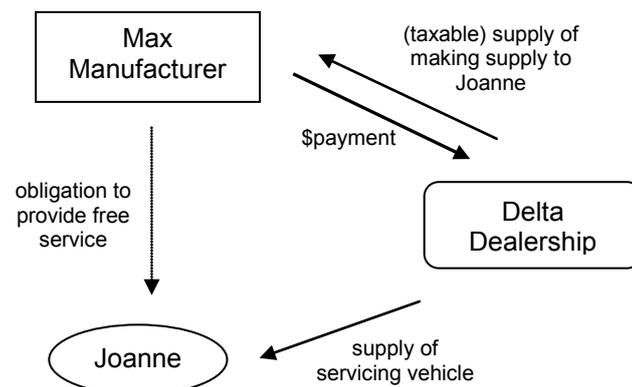 Max
Manufacturer
(taxable) supply of
making supply to
Joanne
$payment
obligation to
provide free
service
Delta
Dealership
Joanne
supply of
servicing vehicle